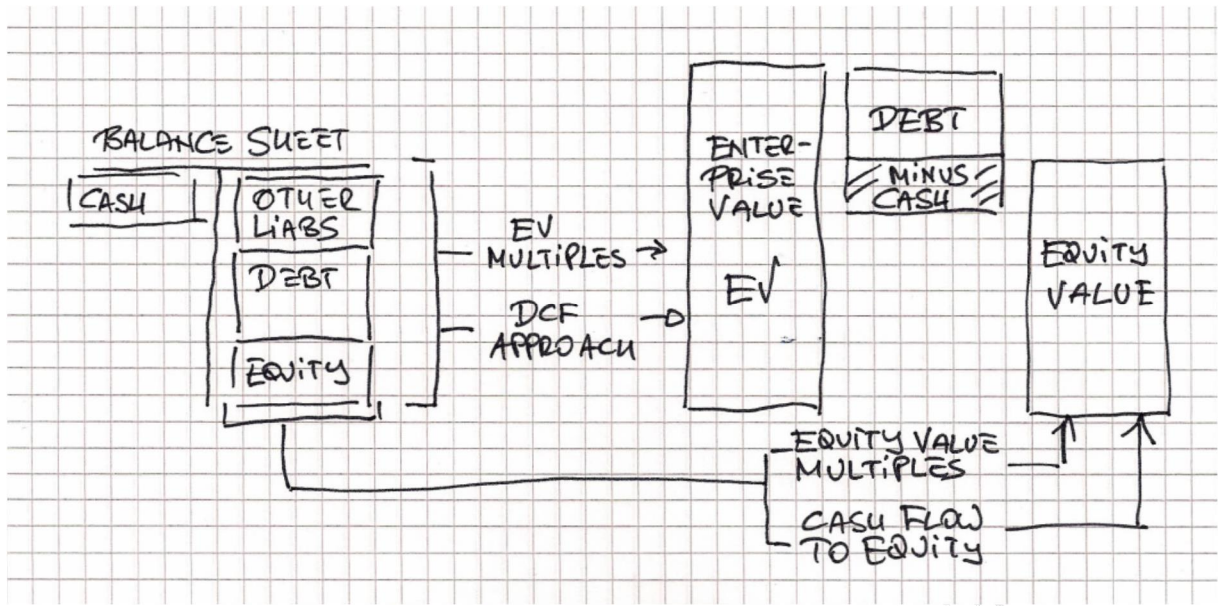 BALANCE SHEET
CASH
OTHER
LIABS
DEBT
EQUITY
EV
MULTIPLES
DCF
APPROACH
ENTER-
PRISE
VALUE
EV
DEBT
MINUS
CASH
EQUITY
VALUE
EQUITY VALUE
MULTIPLES
CASH FLOW
TO EQUITY